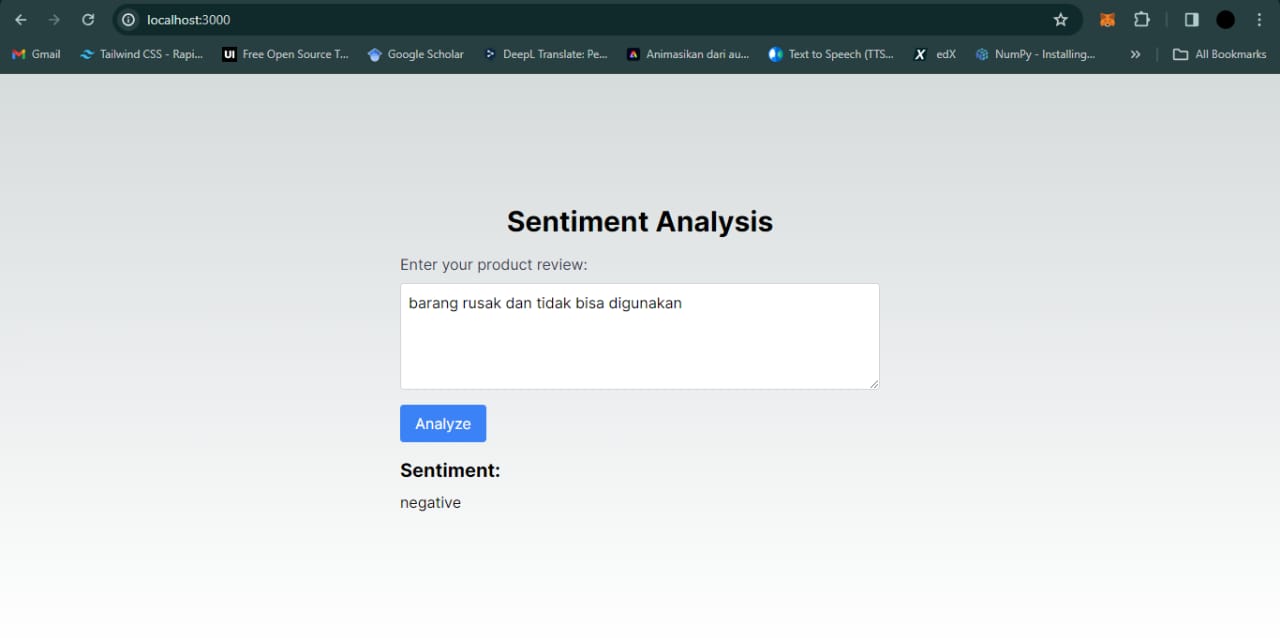 localhost:3000
Gmail Tailwind CSS - Rapi... UI Free Open Source T... Google Scholar DeepL Translate: Pe... Animasikan dari au... Text to Speech (TTS... X edX NumPy - Installing... » All Bookmarks
Sentiment Analysis
Enter your product review:
barang rusak dan tidak bisa digunakan
Analyze
Sentiment:
negative